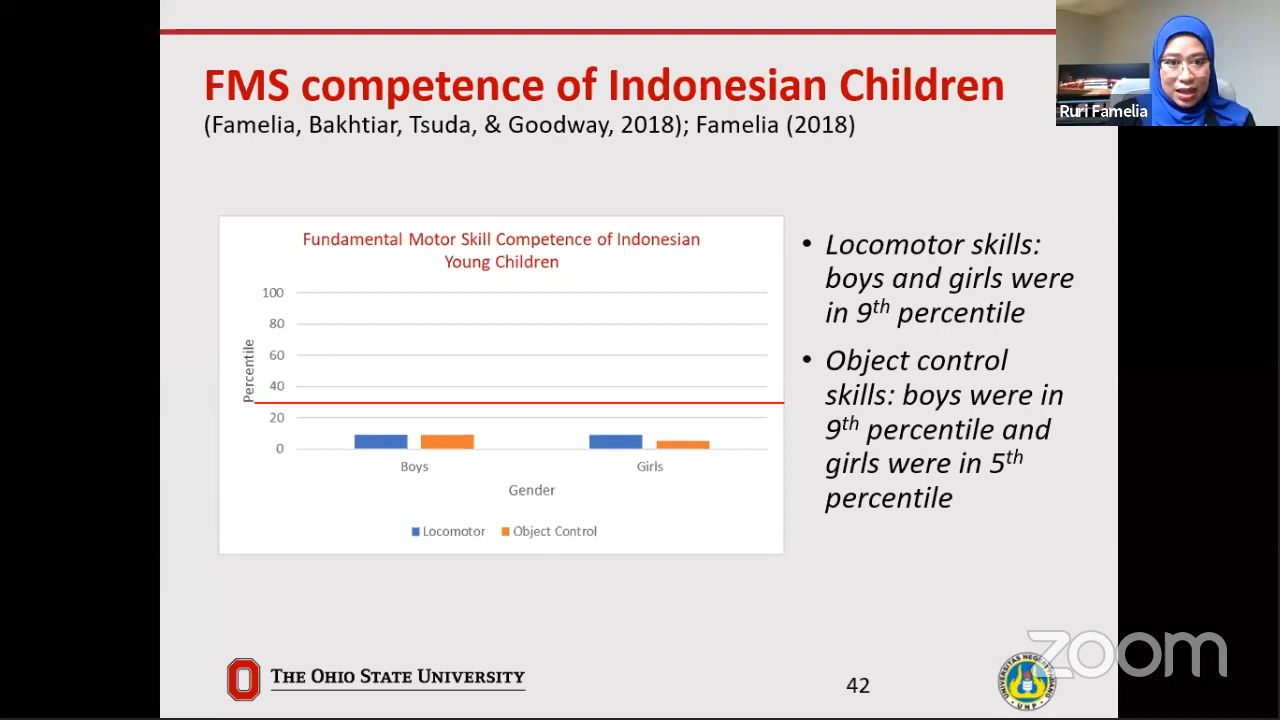 FMS competence of Indonesian Children
(Famelia, Bakhtiar, Tsuda, & Goodway, 2018); Famelia (2018)
Ruri Famelia
Fundamental Motor Skill Competence of Indonesian
Young Children
Percentile
100
80
60
40
20
0
Boys
Girls
Gender
Locomotor
Object Control
• Locomotor skills:
boys and girls were
in 9th percentile
• Object control
skills: boys were in
9th percentile and
girls were in 5th
percentile
THE OHIO STATE UNIVERSITY
42
UNP
zoom